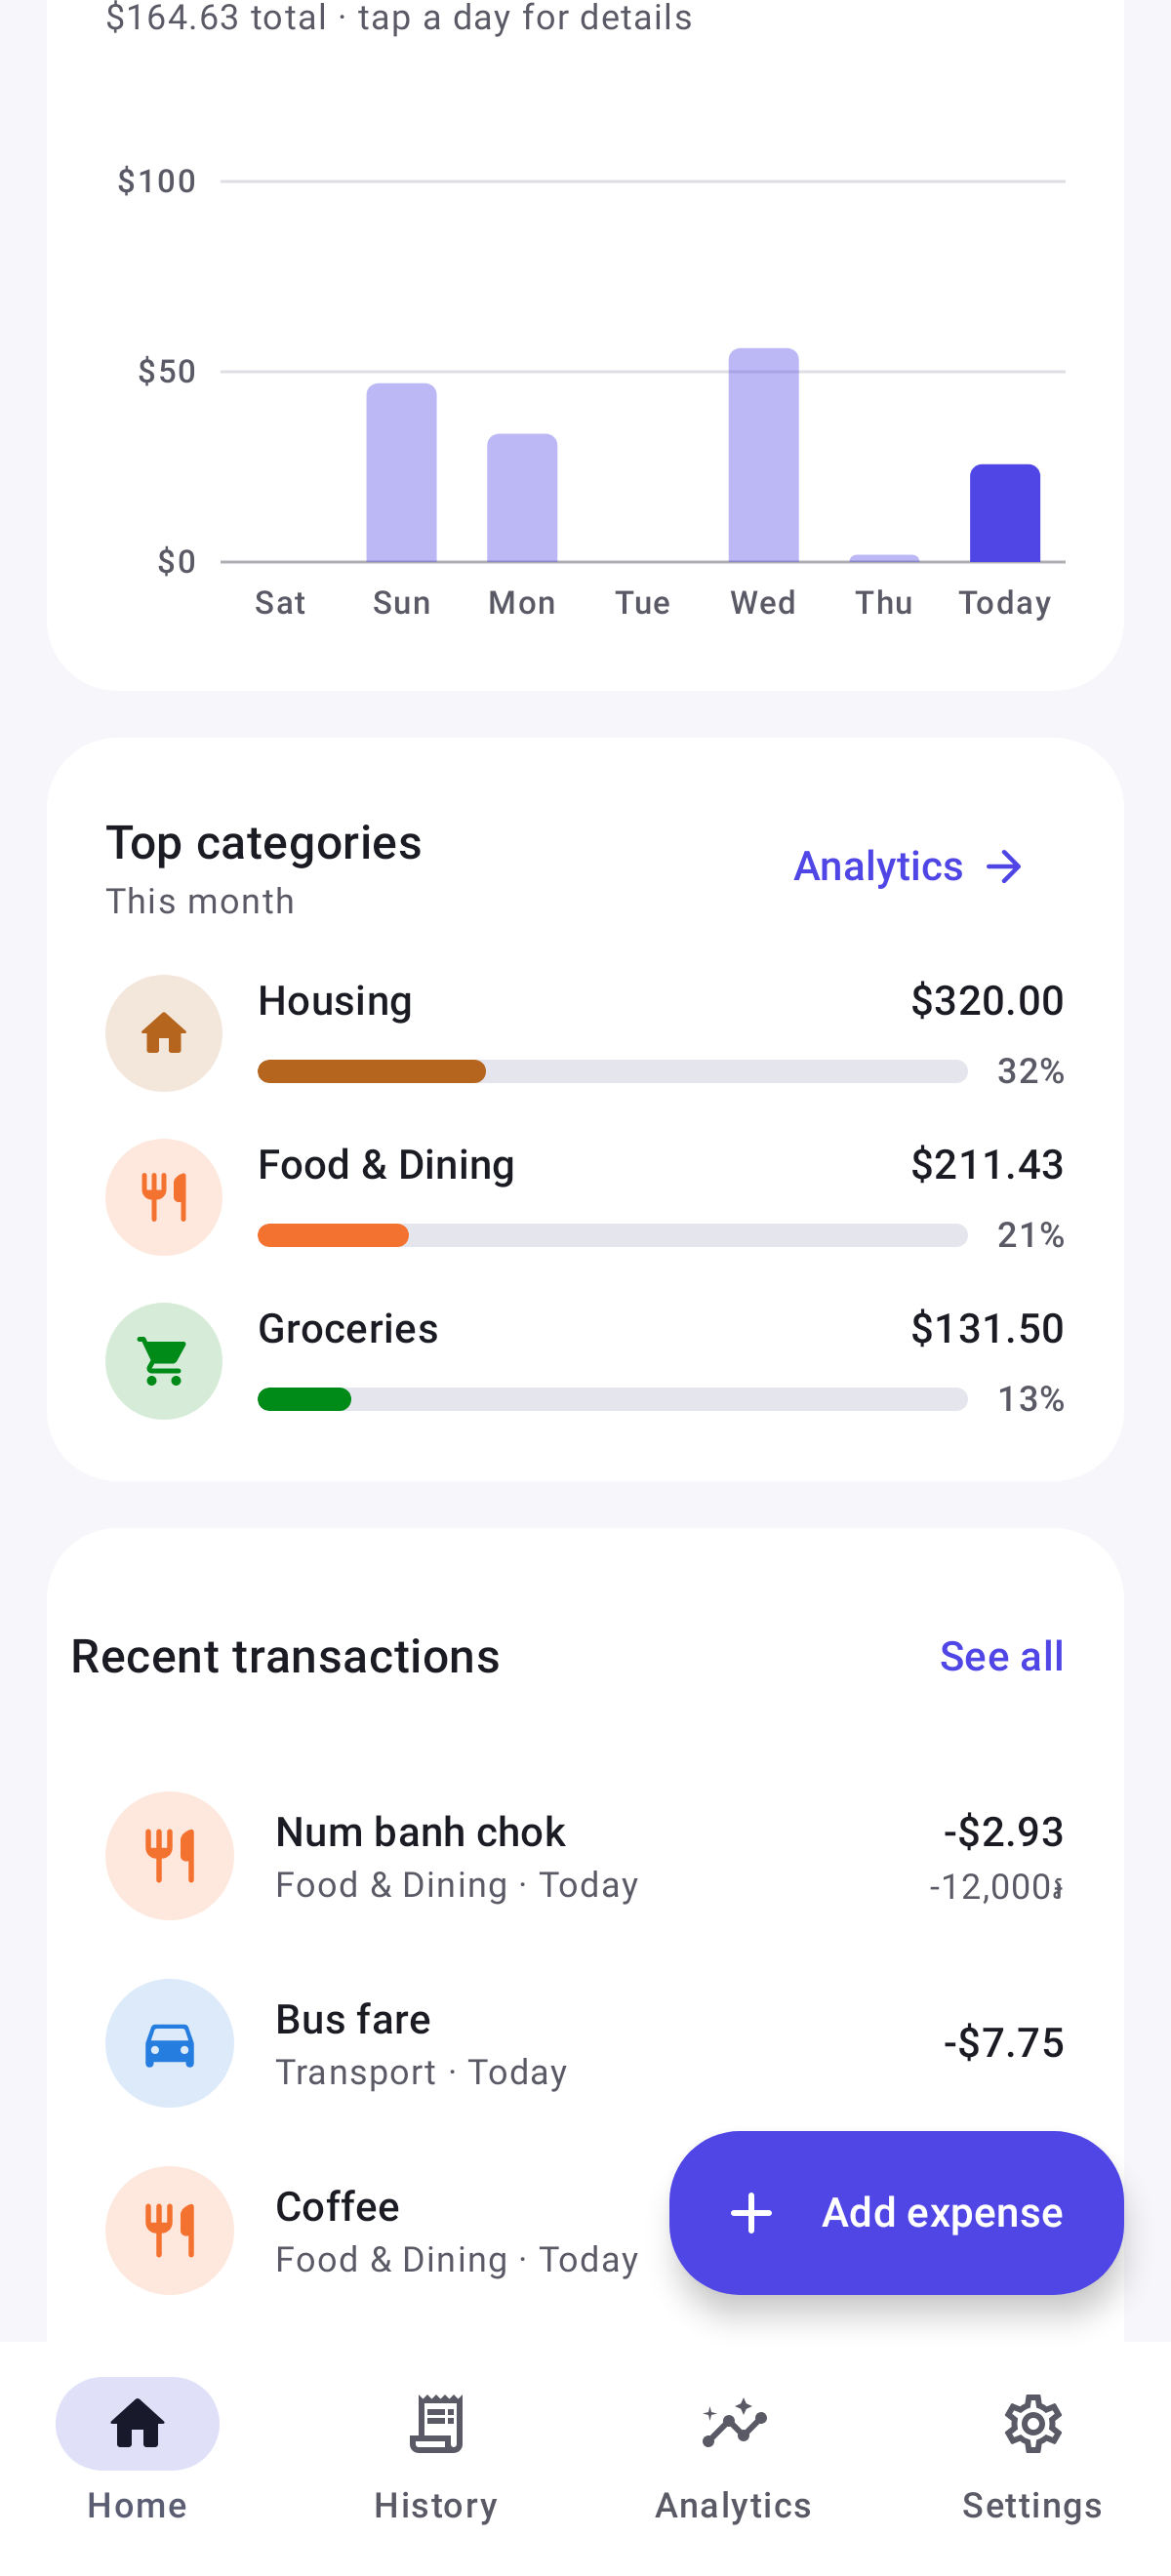 $164.63 total · tap a day for details
$100
$50
$0
Sat Sun Mon Tue Wed Thu Today
Top categories
This month
Analytics
Housing $320.00
32%
Food & Dining $211.43
21%
Groceries $131.50
13%
Recent transactions See all
Num banh chok -$2.93
Food & Dining · Today -12,000៛
Bus fare
Transport · Today
-$7.75
Coffee
Food & Dining · Today
Add expense
Home History Analytics Settings